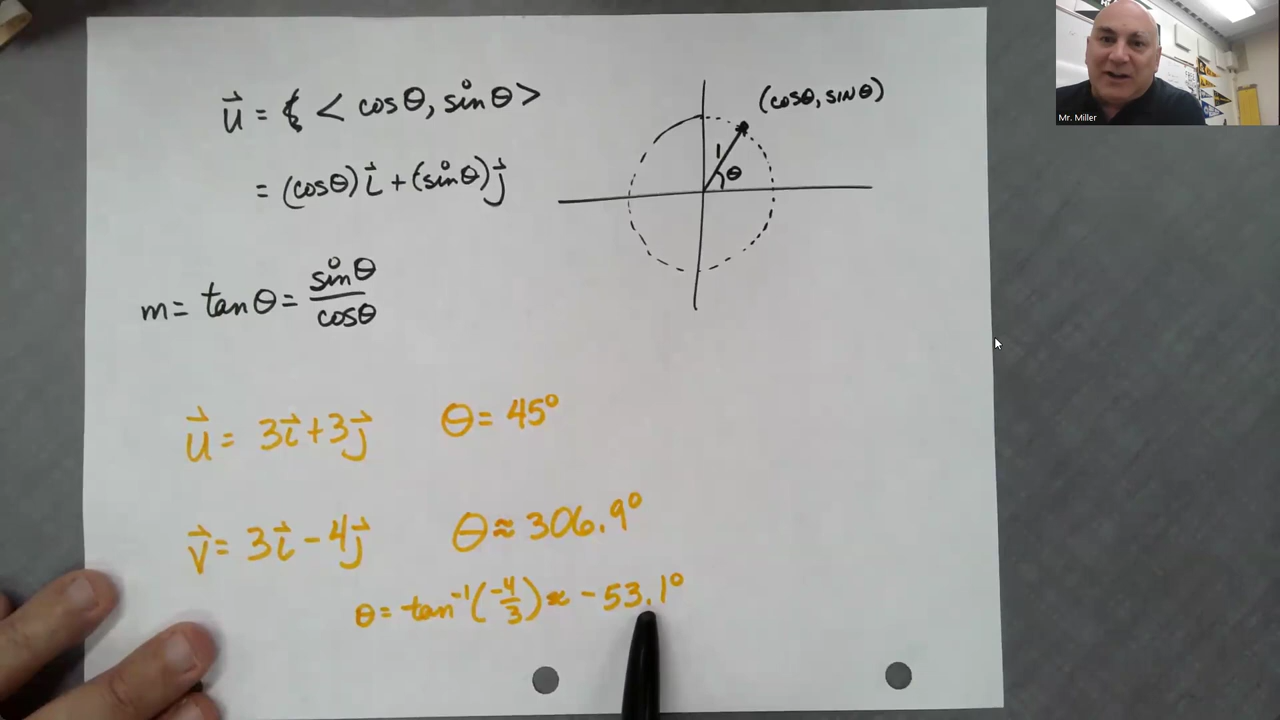 u⃗ = < cosθ, sinθ >
= (cosθ) i⃗ + (sinθ) j⃗
(cosθ, sinθ)
1
θ
m = tanθ = sinθ/cosθ
u⃗ = 3i⃗ + 3j⃗ θ = 45°
v⃗ = 3i⃗ - 4j⃗ θ ≈ 306.9°
θ = tan⁻¹(-4/3) ≈ -53.1°
Mr. Miller